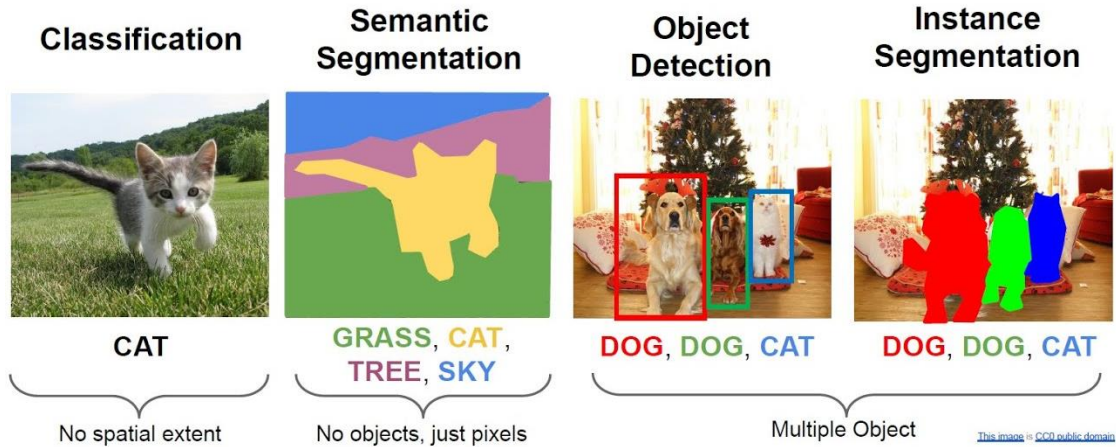 Classification
Semantic
Segmentation
Object
Detection
Instance
Segmentation
CAT
GRASS, CAT,
TREE, SKY
DOG, DOG, CAT
DOG, DOG, CAT
No spatial extent
No objects, just pixels
Multiple Object
This image is CC0 public domain